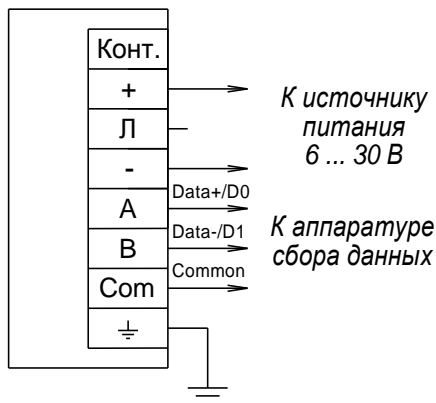 Конт.
+
Л
-
A
B
Com
Data+/D0
Data-/D1
Common
К источнику
питания
6 ... 30 В
К аппаратуре
сбора данных